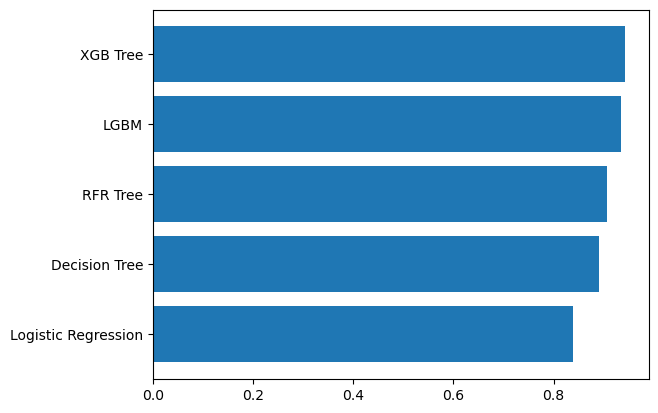 XGB Tree
LGBM
RFR Tree
Decision Tree
Logistic Regression
0.0 0.2 0.4 0.6 0.8